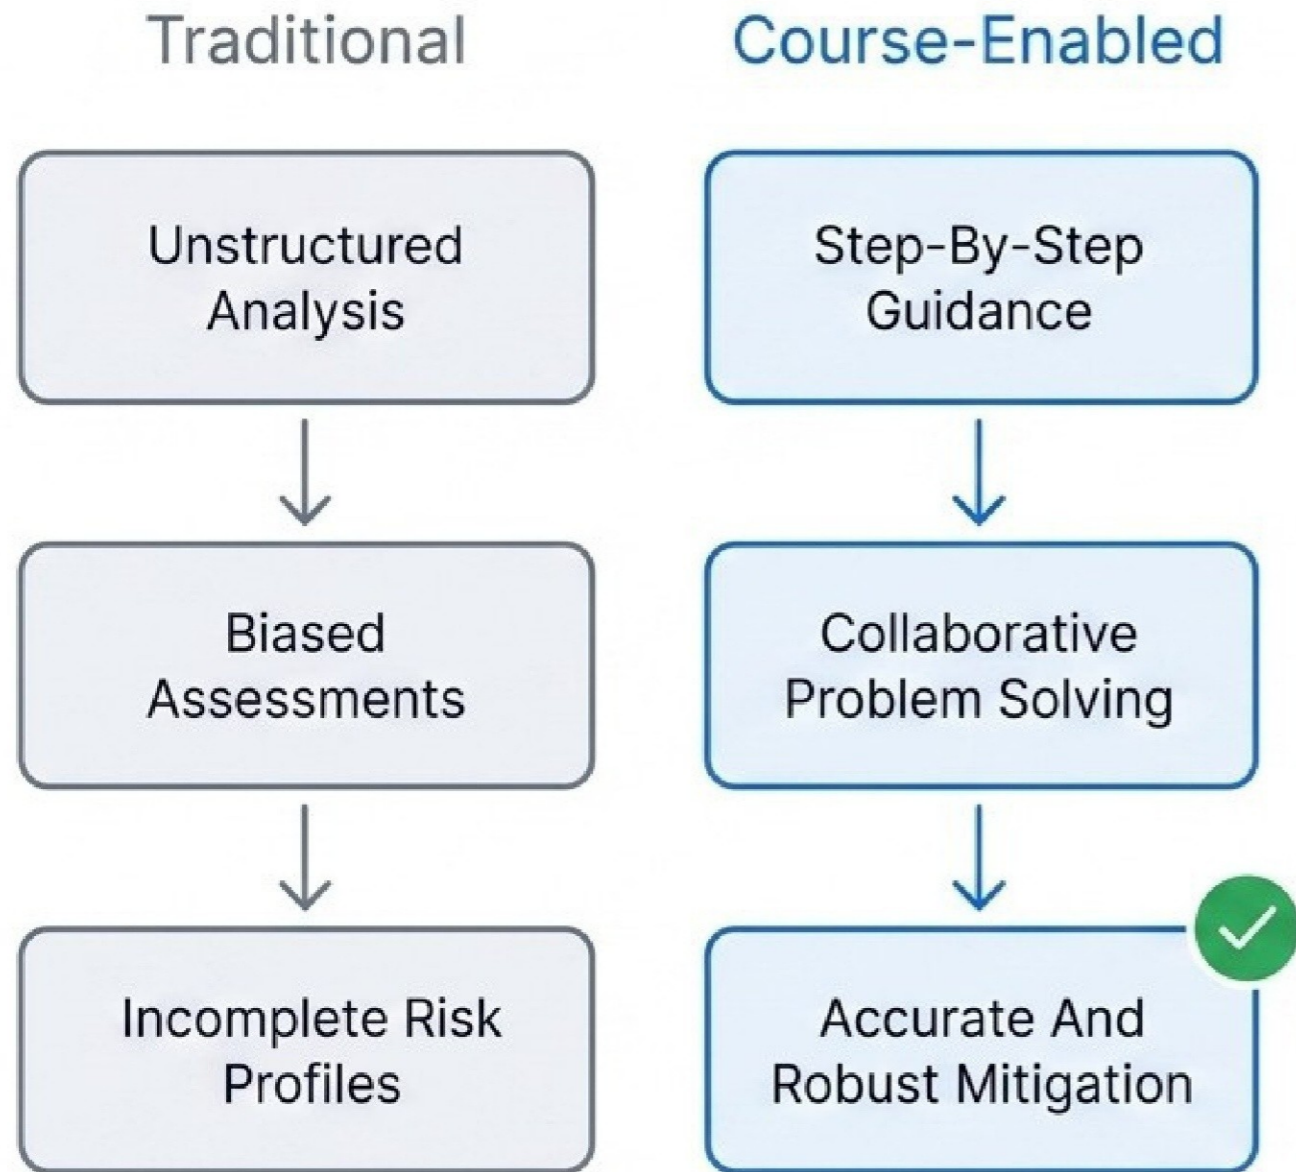 Traditional
Unstructured
Analysis
Biased
Assessments
Incomplete Risk
Profiles
Course-Enabled
Step-By-Step
Guidance
Collaborative
Problem Solving
Accurate And
Robust Mitigation